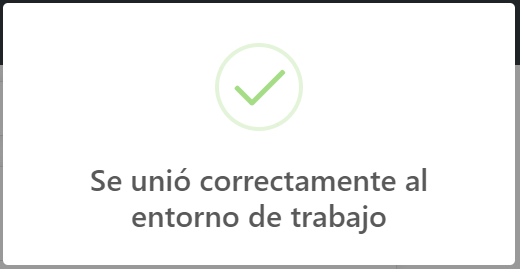 Se unió correctamente al
entorno de trabajo